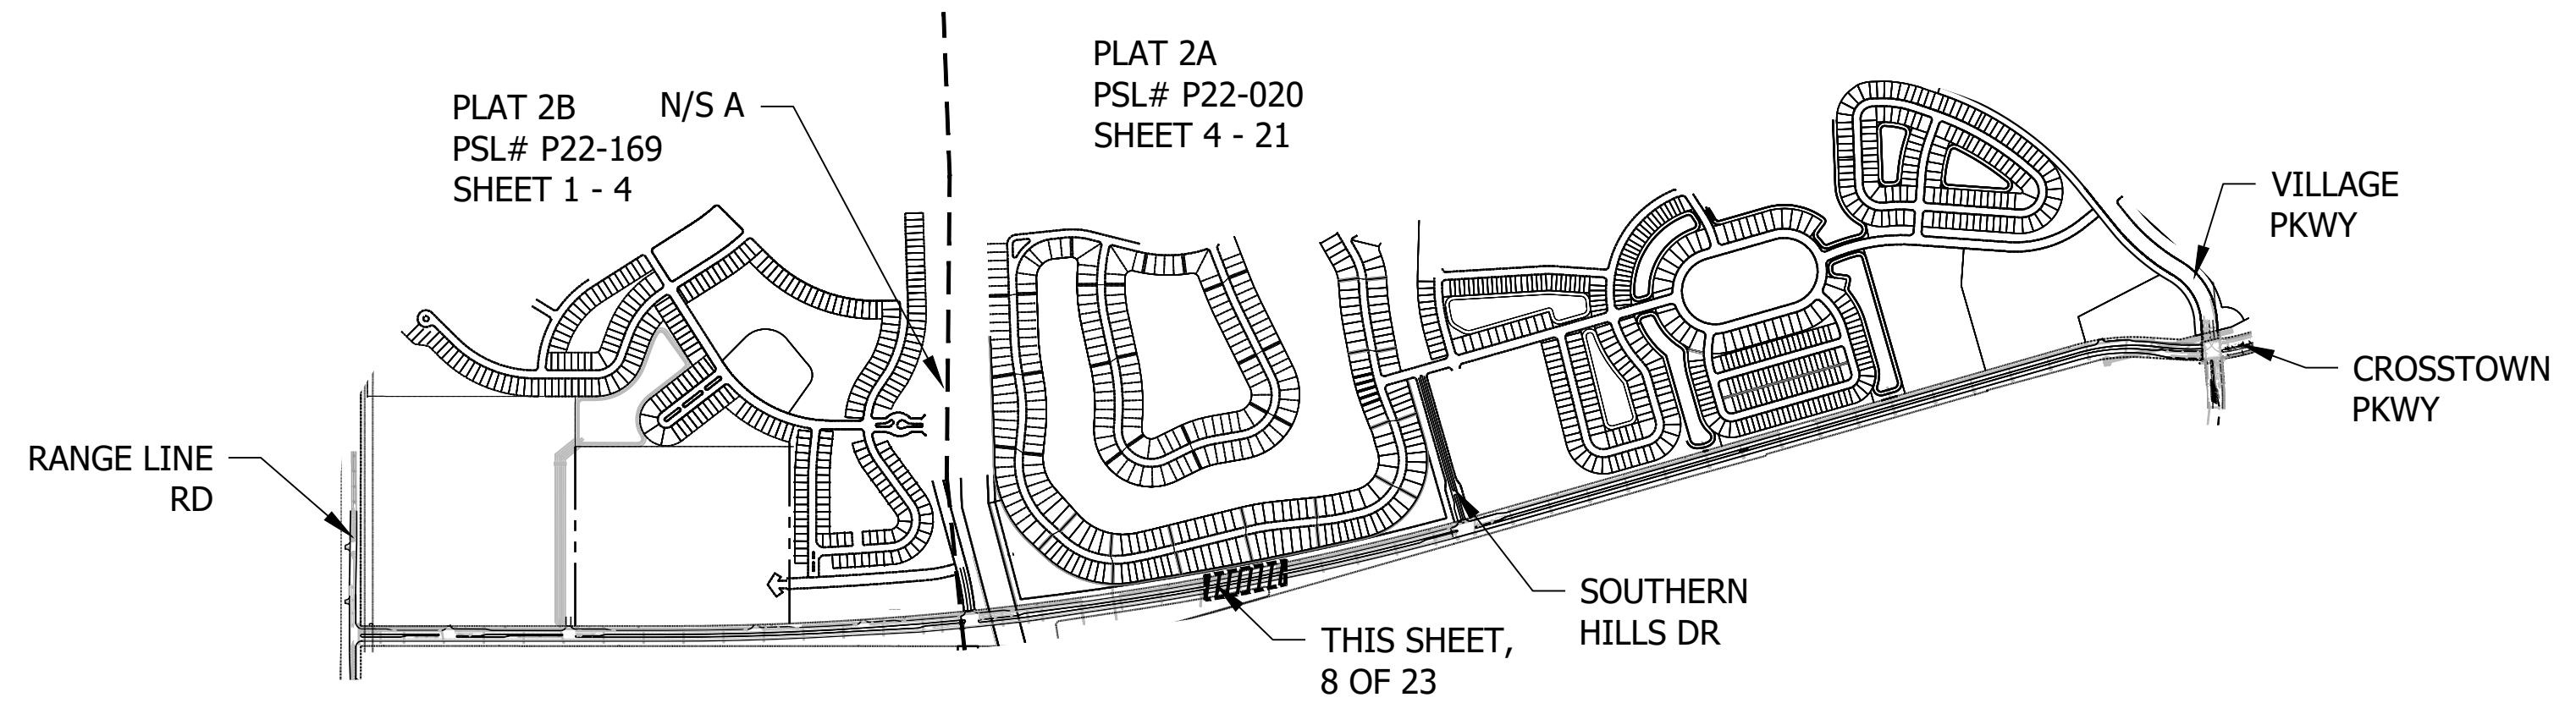 PLAT 2A
PSL# P22-020
SHEET 4 - 21
PLAT 2B
PSL# P22-169
SHEET 1 - 4
N/S A
VILLAGE
PKWY
CROSSTOWN
PKWY
RANGE LINE
RD
SOUTHERN
HILLS DR
THIS SHEET,
8 OF 23